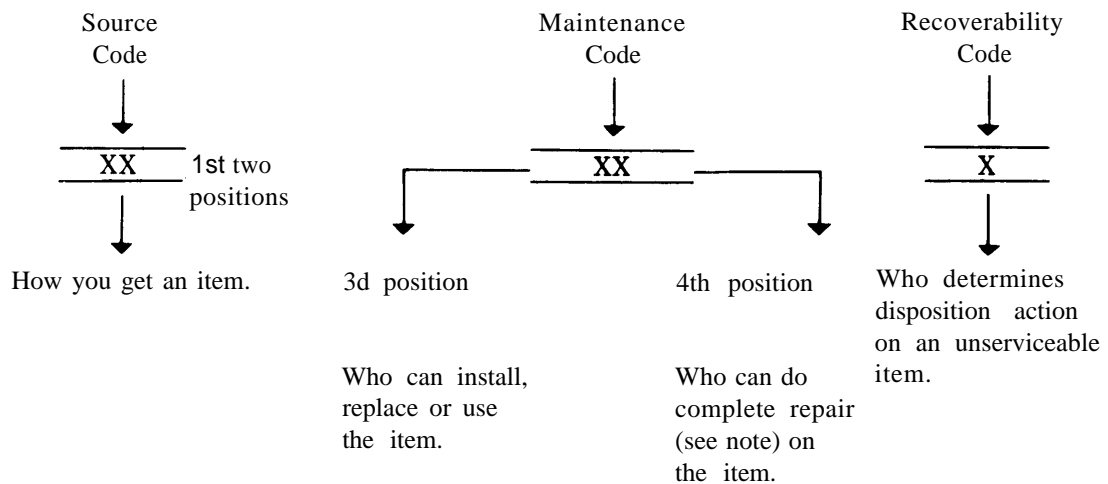 Source
Code
XX
1st two
positions
How you get an item.
Maintenance
Code
XX
3d position
Who can install,
replace or use
the item.
4th position
Who can do
complete repair
(see note) on
the item.
Recoverability
Code
X
Who determines
disposition action
on an unserviceable
item.